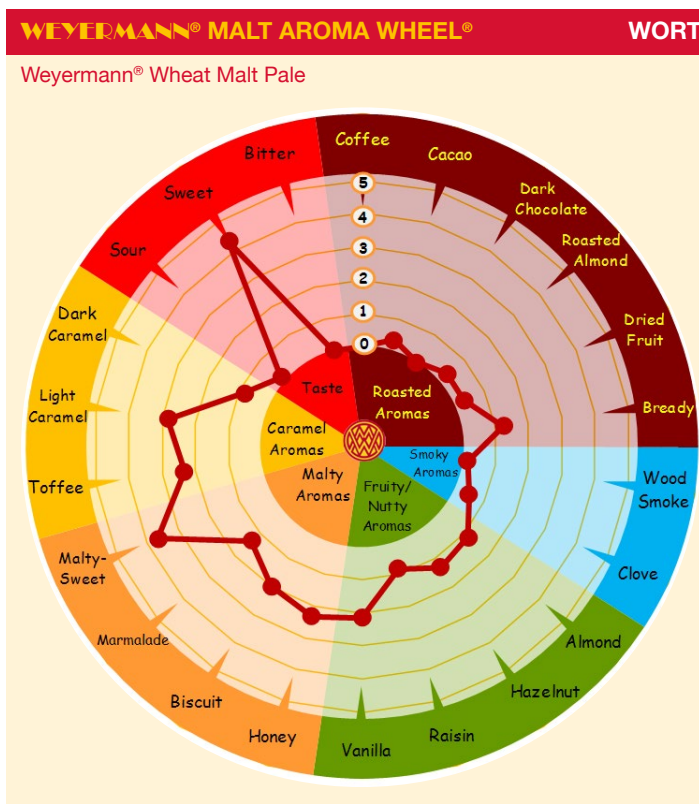 WEYERMANN® MALT AROMA WHEEL®
WORT
Weyermann® Wheat Malt Pale
Coffee
Cacao
Dark
Chocolate
Roasted
Almond
Dried
Fruit
Bready
Wood
Smoke
Clove
Almond
Hazelnut
Raisin
Vanilla
Honey
Biscuit
Marmalade
Malty-
Sweet
Toffee
Light
Caramel
Dark
Caramel
Sour
Sweet
Bitter
5
4
3
2
1
0
Taste
Roasted
Aromas
Caramel
Aromas
Smoky
Aromas
Malty
Aromas
Fruity/
Nutty
Aromas